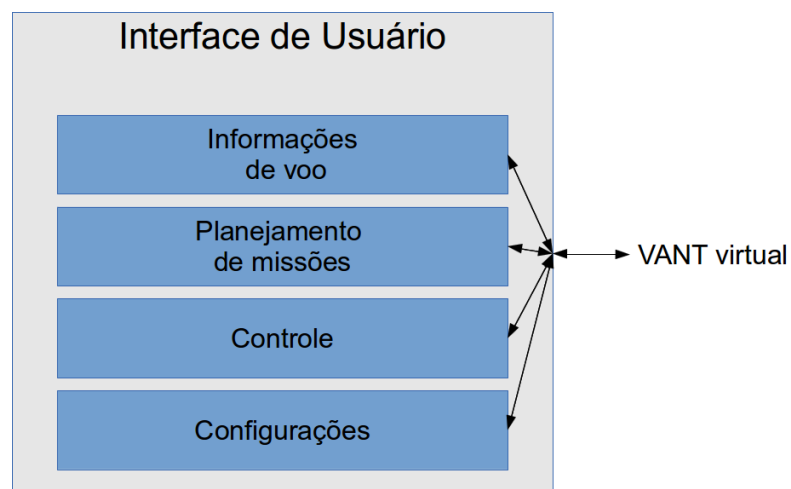 Interface de Usuário
Informações
de voo
Planejamento
de missões
VANT virtual
Controle
Configurações